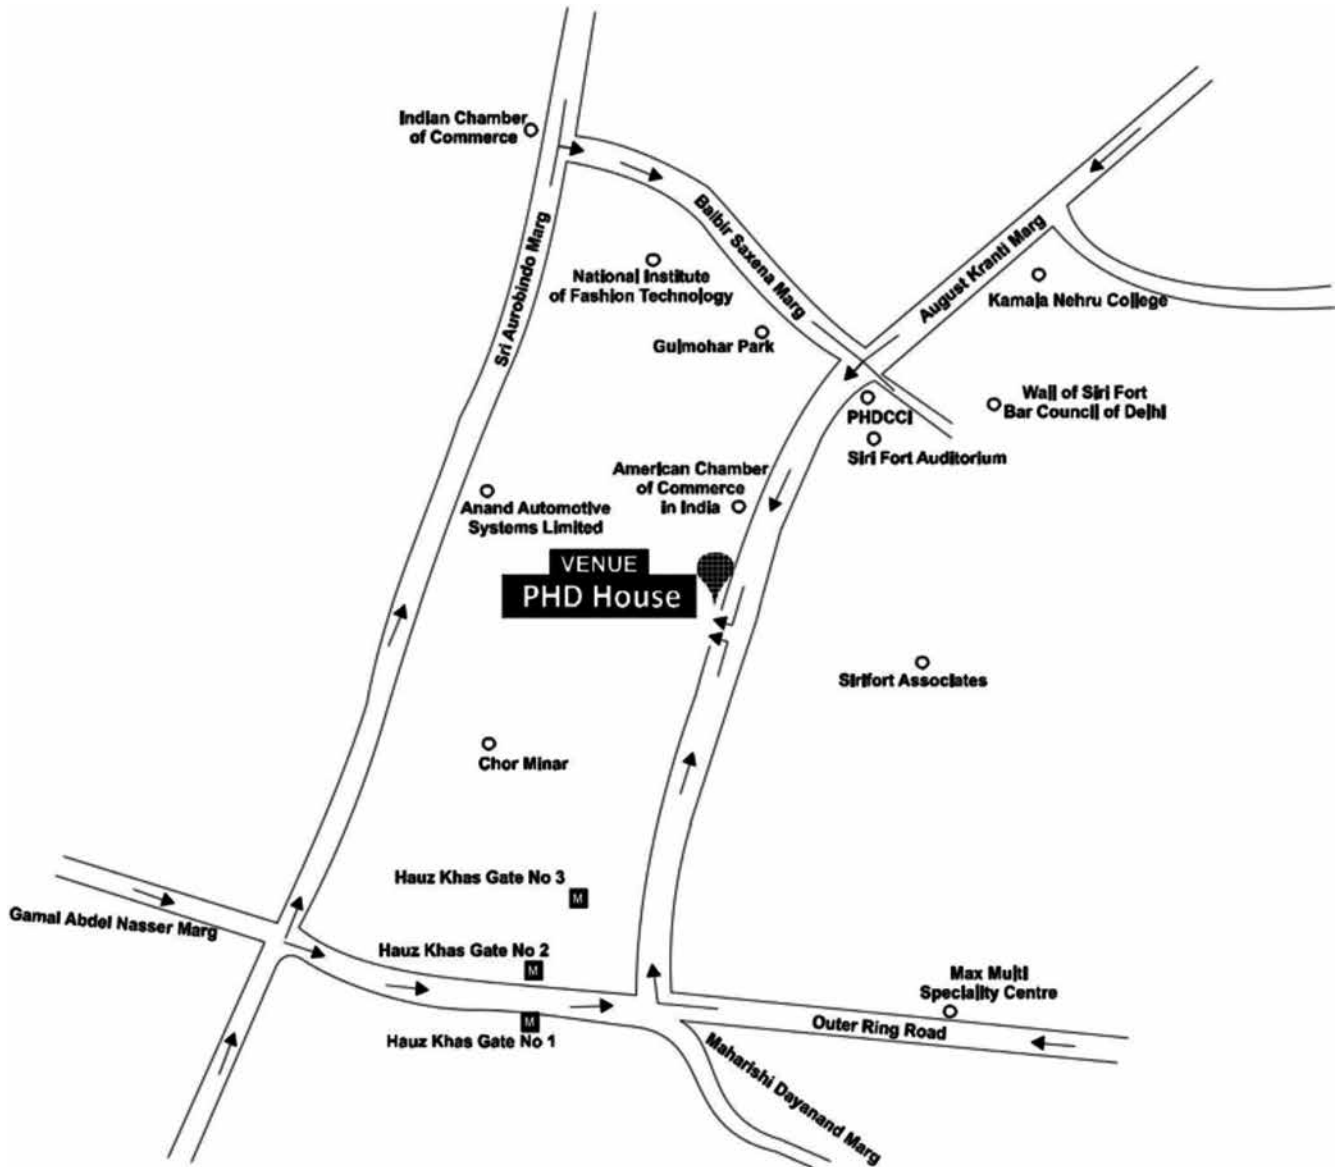 Indian Chamber
of Commerce
Balbir Saxena Marg
August Kranti Marg
Sri Aurobindo Marg
National Institute
of Fashion Technology
Kamala Nehru College
Gulmohar Park
Wall of Siri Fort
Bar Council of Delhi
PHDCCI
Siri Fort Auditorium
American Chamber
of Commerce
in India
Anand Automotive
Systems Limited
VENUE
PHD House
Sirifort Associates
Chor Minar
Hauz Khas Gate No 3
M
Gamal Abdel Nasser Marg
Hauz Khas Gate No 2
M
Max Multi
Speciality Centre
M
Hauz Khas Gate No 1
Outer Ring Road
Maharishi Dayanand Marg